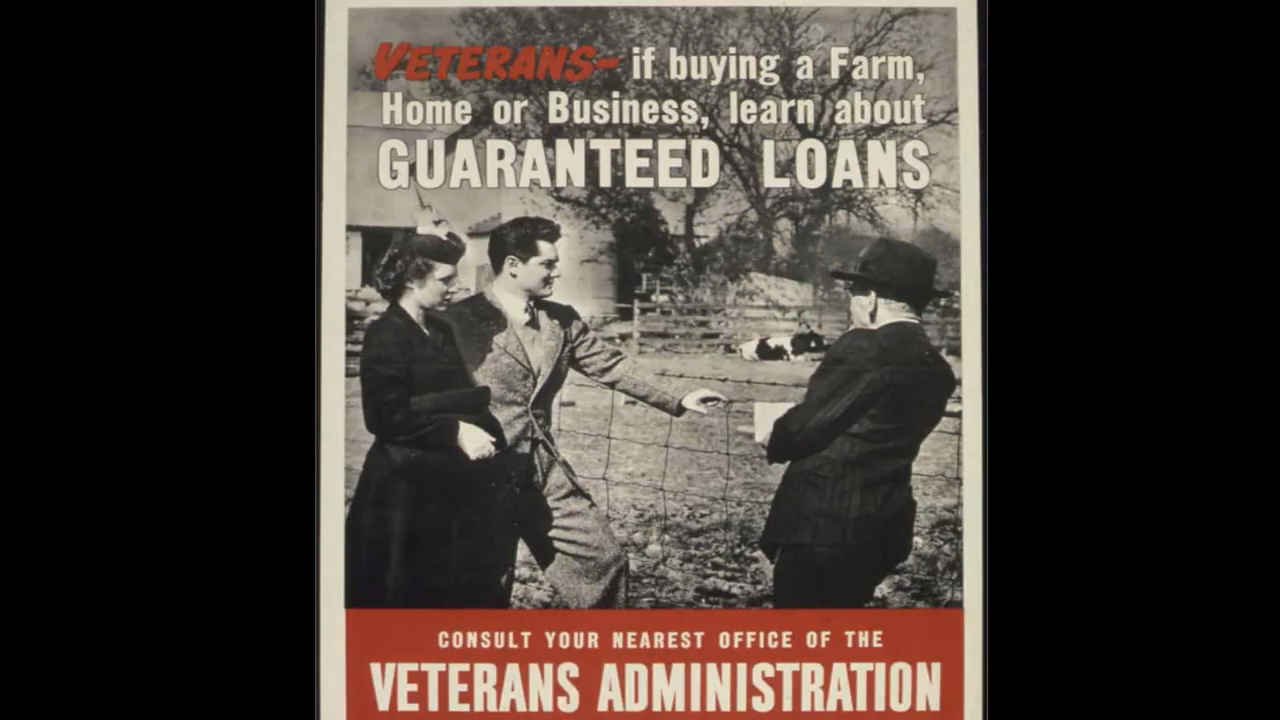 VETERANS- if buying a Farm,
Home or Business, learn about
GUARANTEED LOANS
CONSULT YOUR NEAREST OFFICE OF THE
VETERANS ADMINISTRATION